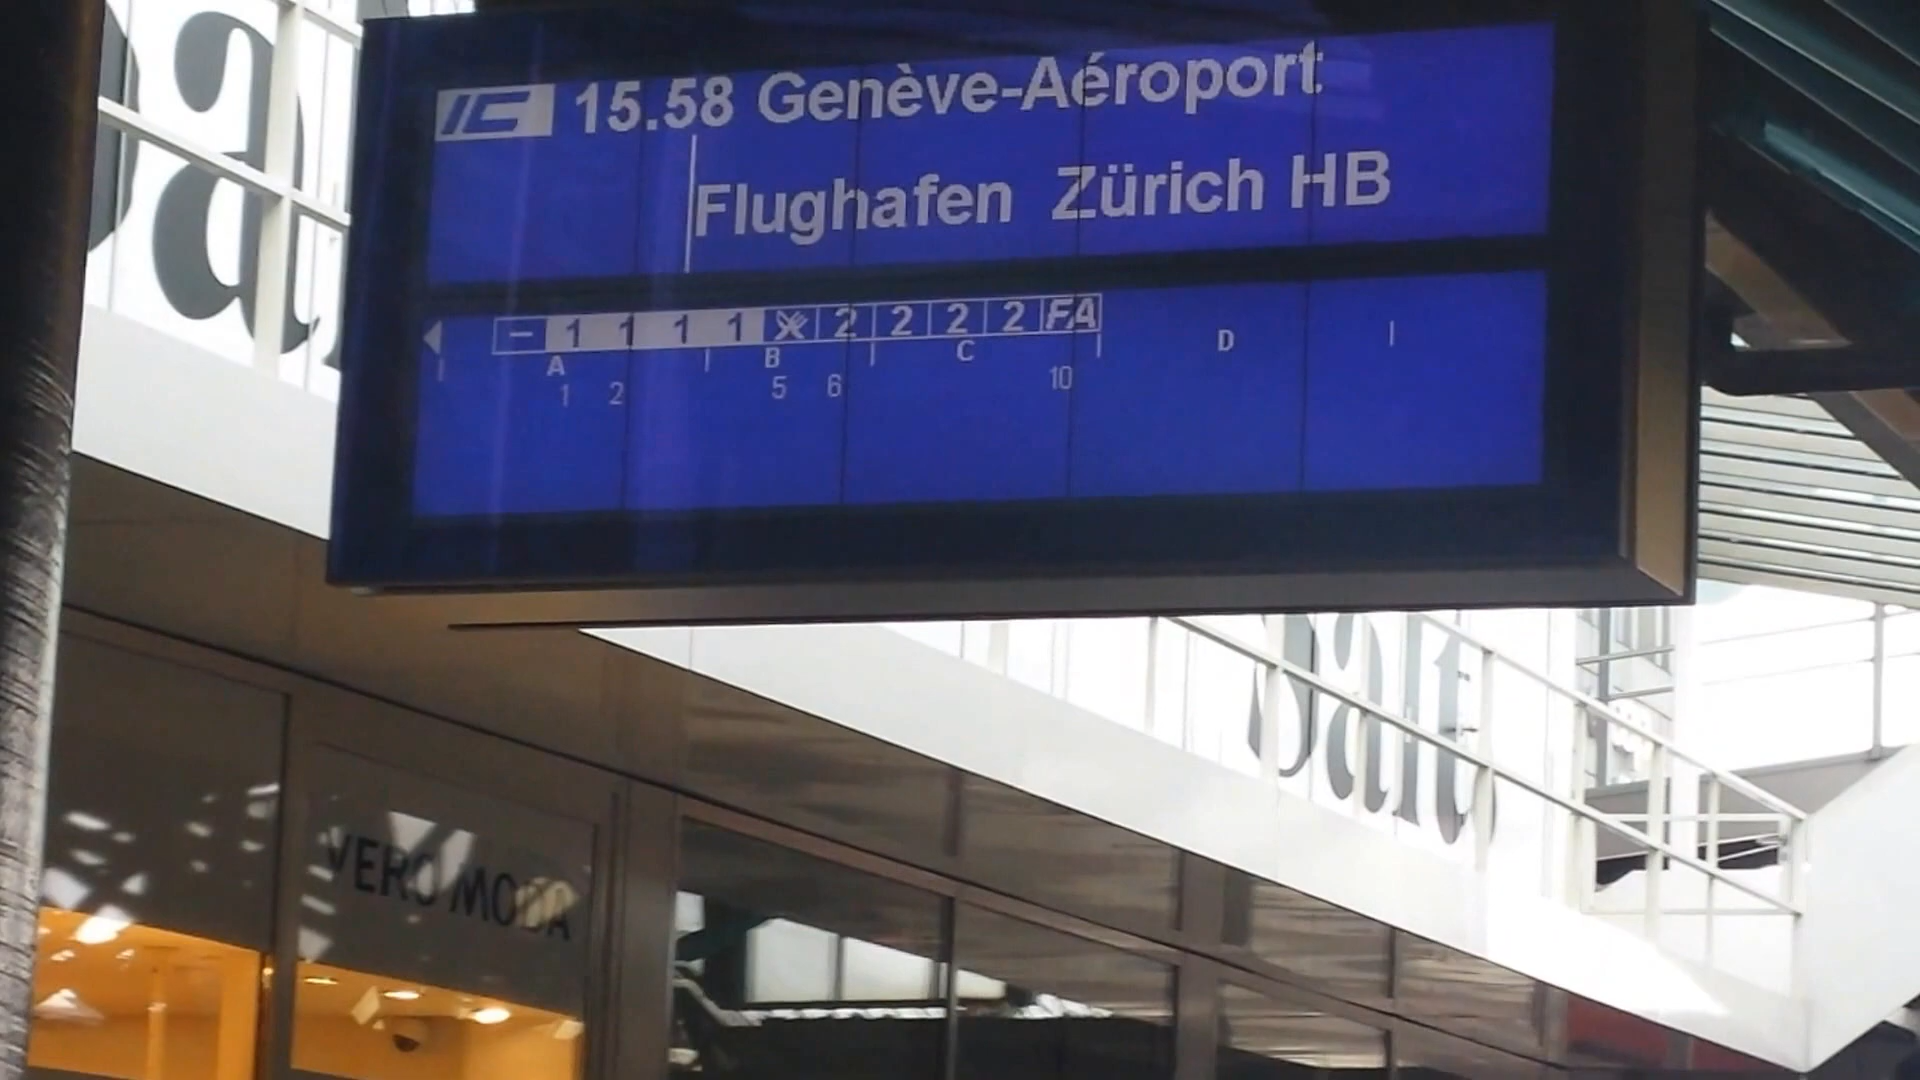 IC 15.58 Genève-Aéroport
Flughafen Zürich HB
- 1 1 1 1 2 2 2 2 FA
A B C D
1 2 5 6 10
salt
VERO MODA